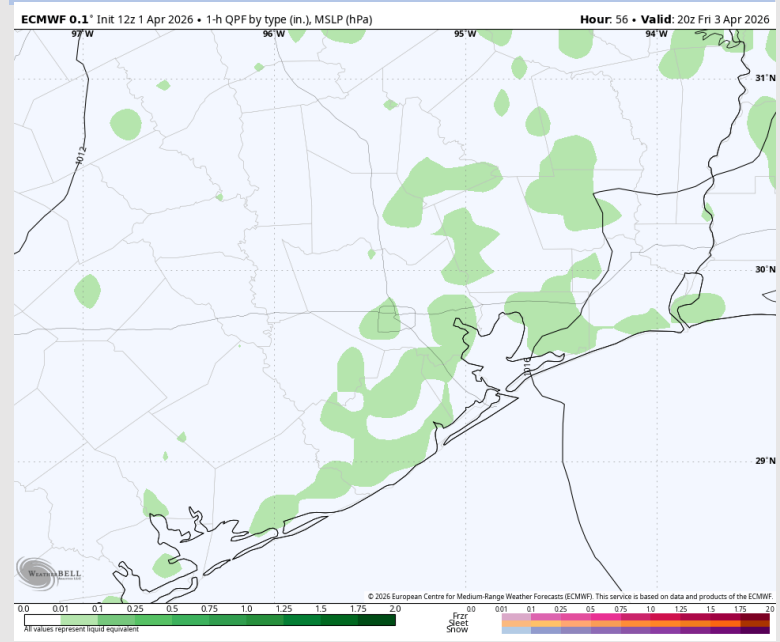 ECMWF 0.1° Init 12z 1 Apr 2026 • 1-h QPF by type (in.), MSLP (hPa)
Hour: 56 • Valid: 20z Fri 3 Apr 2026
97°W 96°W 95°W 94°W
31°N
1012
30°N
1016
29°N
WEATHERBELL
© 2026 European Centre for Medium-Range Weather Forecasts (ECMWF). This service is based on data and products of the ECMWF.
0.0 0.01 0.1 0.25 0.5 0.75 1.0 1.25 1.5 1.75 2.0
0.0 0.01 0.1 0.25 0.5 0.75 1.0 1.25 1.5 1.75 2.0
Frzr
Sleet
Snow
All values represent liquid equivalent